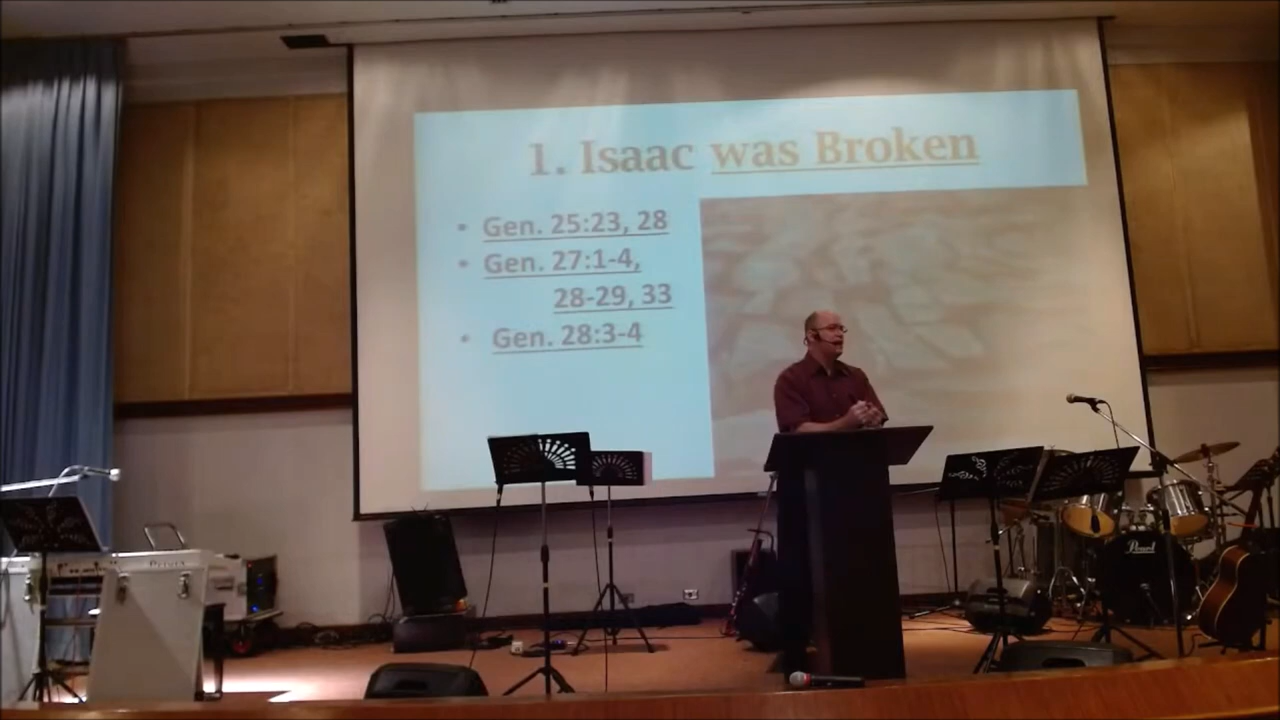 1. Isaac was Broken
• Gen. 25:23, 28
• Gen. 27:1-4,
28-29, 33
• Gen. 28:3-4
Pearl